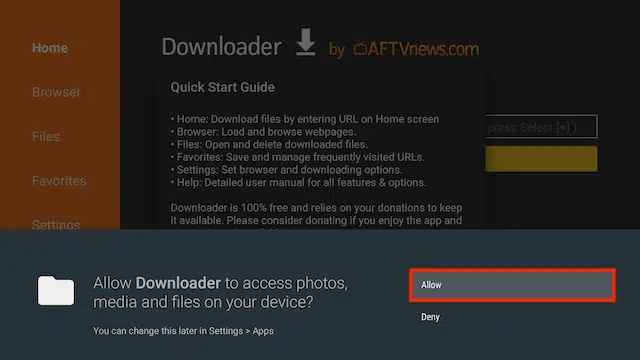 Home
Downloader by AFTVnews.com
Browser
Files
Favorites
Settings
Quick Start Guide
• Home: Download files by entering URL on Home screen
• Browser: Load and browse webpages.
• Files: Open and delete downloaded files.
• Favorites: Save and manage frequently visited URLs.
• Settings: Set browser and downloading options.
• Help: Detailed user manual for all features & options.
Downloader is 100% free and relies on your donations to keep
it available. Please consider donating if you enjoy the app and
press Select [•] )
Allow Downloader to access photos,
media and files on your device?
You can change this later in Settings > Apps
Allow
Deny